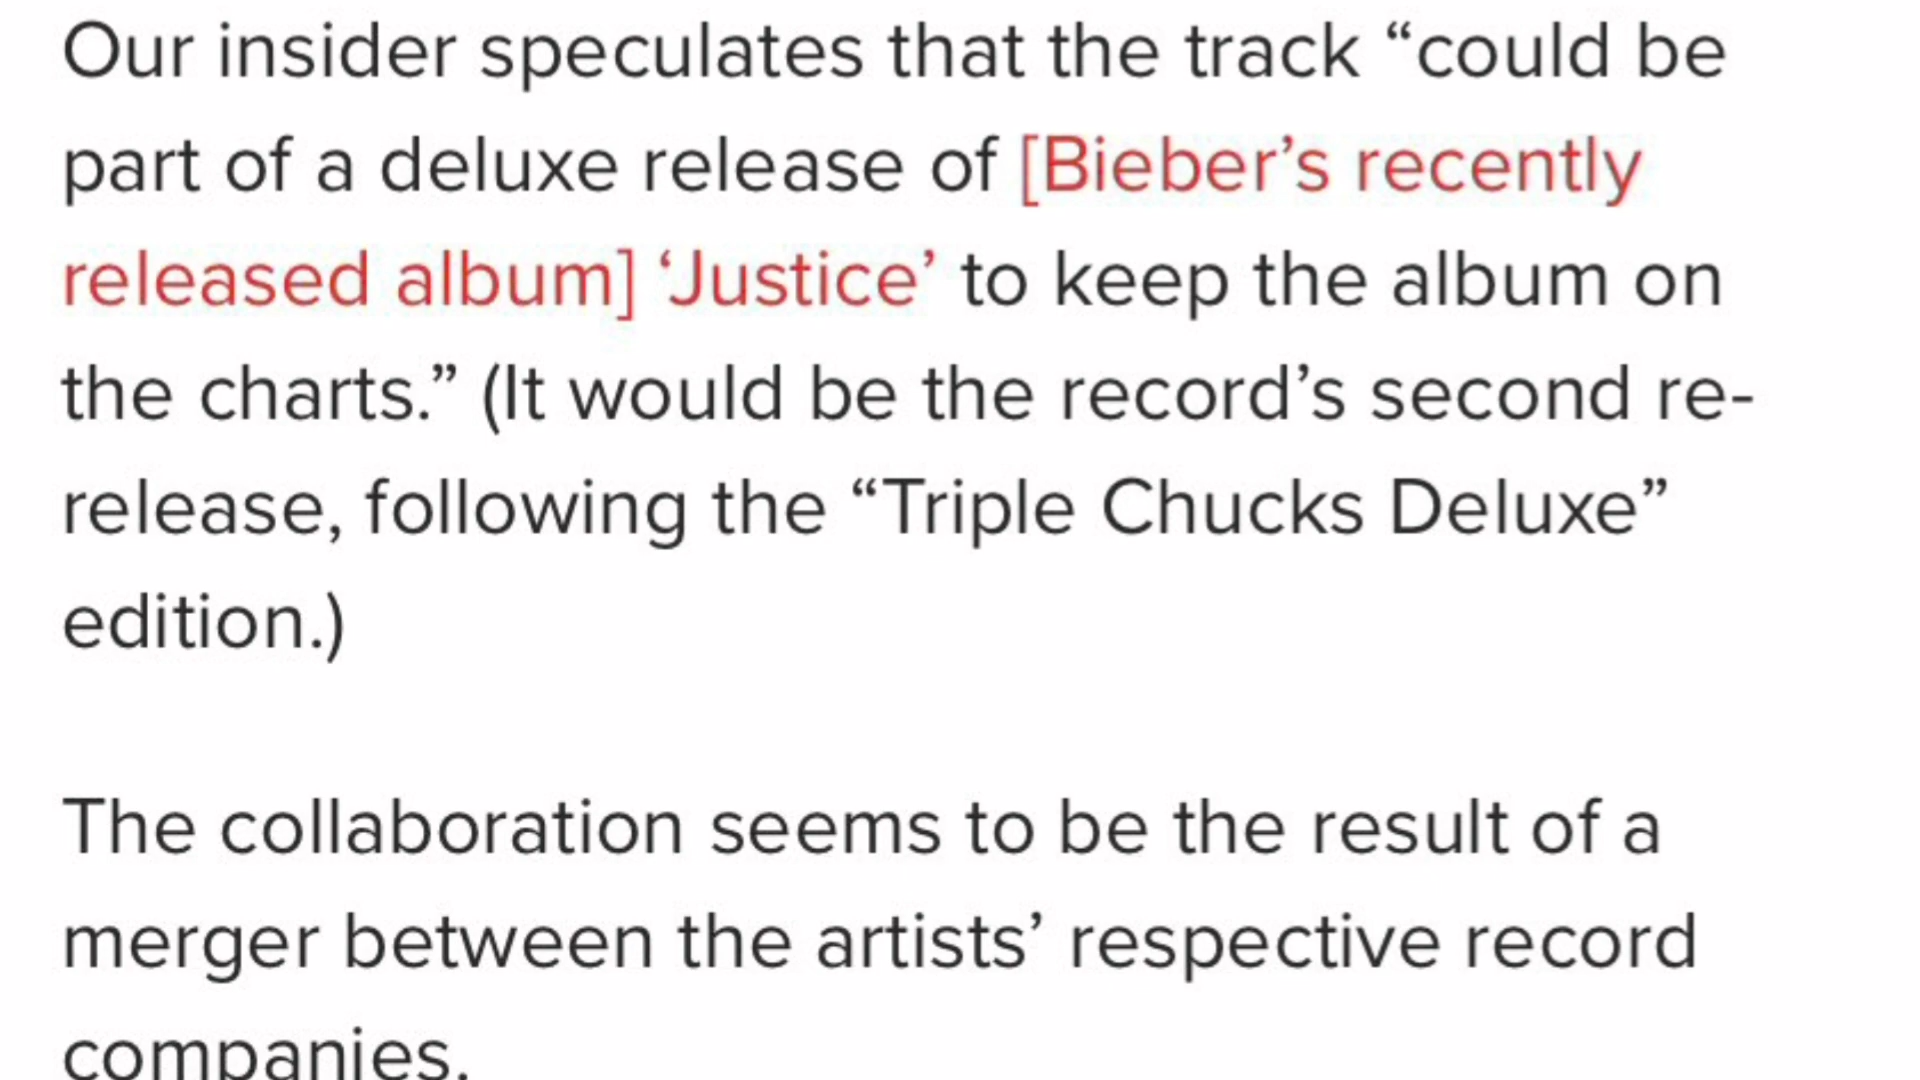 Our insider speculates that the track “could be
part of a deluxe release of [Bieber’s recently
released album] ‘Justice’ to keep the album on
the charts.” (It would be the record’s second re-
release, following the “Triple Chucks Deluxe”
edition.)
The collaboration seems to be the result of a
merger between the artists’ respective record
companies.